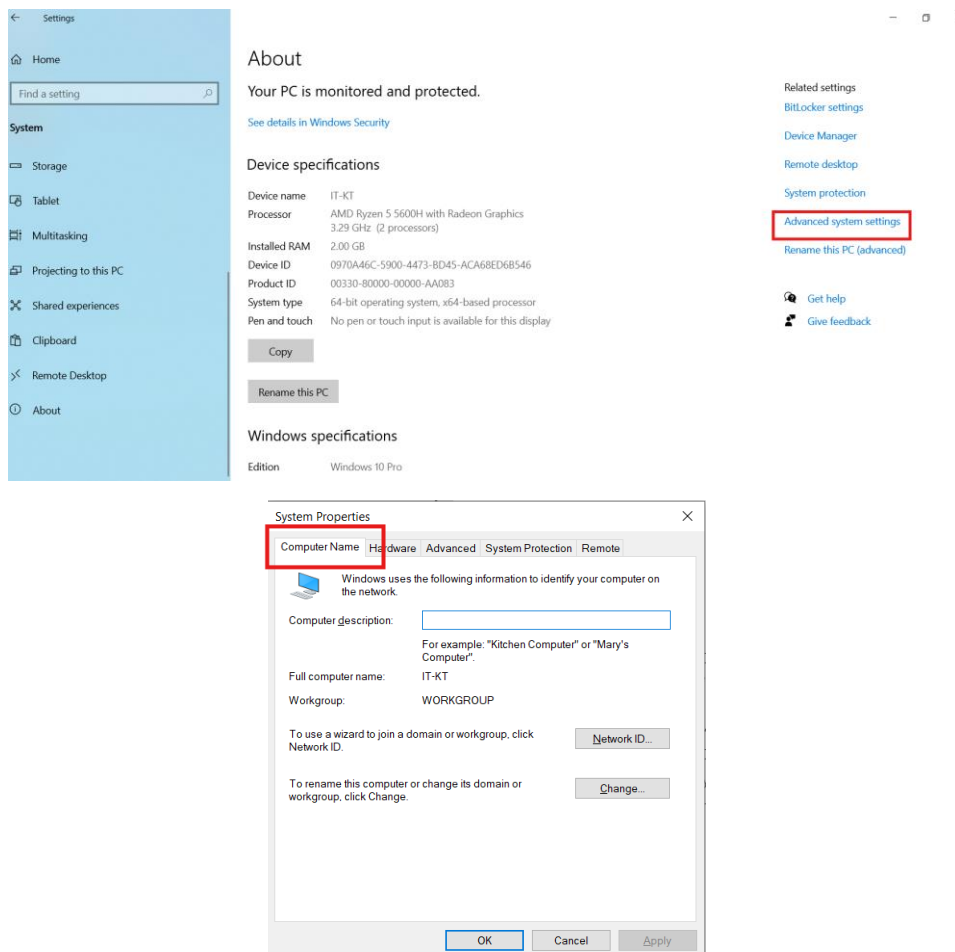 Settings
Home
Find a setting
System
Storage
Tablet
Multitasking
Projecting to this PC
Shared experiences
Clipboard
Remote Desktop
About
About
Your PC is monitored and protected.
See details in Windows Security
Device specifications
Device name IT-KT
Processor AMD Ryzen 5 5600H with Radeon Graphics
3.29 GHz (2 processors)
Installed RAM 2.00 GB
Device ID 0970A46C-5900-4473-BD45-ACA68ED6B546
Product ID 00330-80000-00000-AA083
System type 64-bit operating system, x64-based processor
Pen and touch No pen or touch input is available for this display
Copy
Rename this PC
Windows specifications
Edition Windows 10 Pro
Related settings
BitLocker settings
Device Manager
Remote desktop
System protection
Advanced system settings
Rename this PC (advanced)
Get help
Give feedback
System Properties
Computer Name Hardware Advanced System Protection Remote
Windows uses the following information to identify your computer on
the network.
Computer description:
For example: "Kitchen Computer" or "Mary's
Computer".
Full computer name: IT-KT
Workgroup: WORKGROUP
To use a wizard to join a domain or workgroup, click
Network ID.
Network ID...
To rename this computer or change its domain or
workgroup, click Change.
Change...
OK Cancel Apply